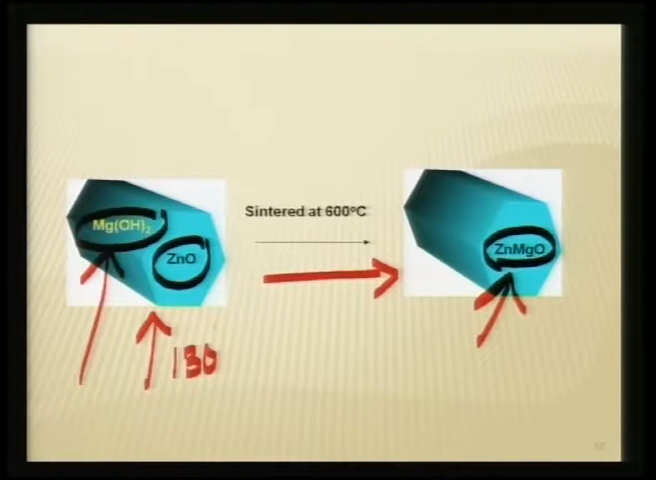 Sintered at 600°C
Mg(OH)₂
ZnO
ZnMgO
130